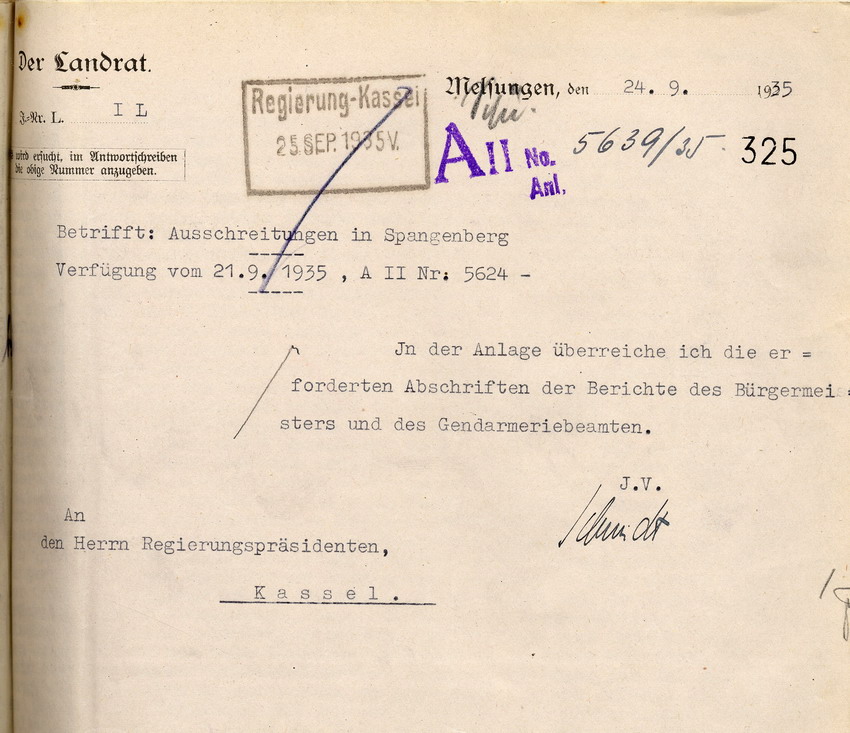 Der Landrat.
J.-Nr. L. I L
wird ersucht, im Antwortschreiben
die obige Nummer anzugeben.
Regierung-Kassel
25.SEP.1935V.
Melsungen, den 24. 9. 1935
A II No. 5639/35
Anl.
325
Betrifft: Ausschreitungen in Spangenberg
Verfügung vom 21.9. 1935 , A II Nr: 5624 -
Jn der Anlage überreiche ich die er =
forderten Abschriften der Berichte des Bürgermei=
sters und des Gendarmeriebeamten.
J.V.
Schmidt
An
den Herrn Regierungspräsidenten,
K a s s e l .